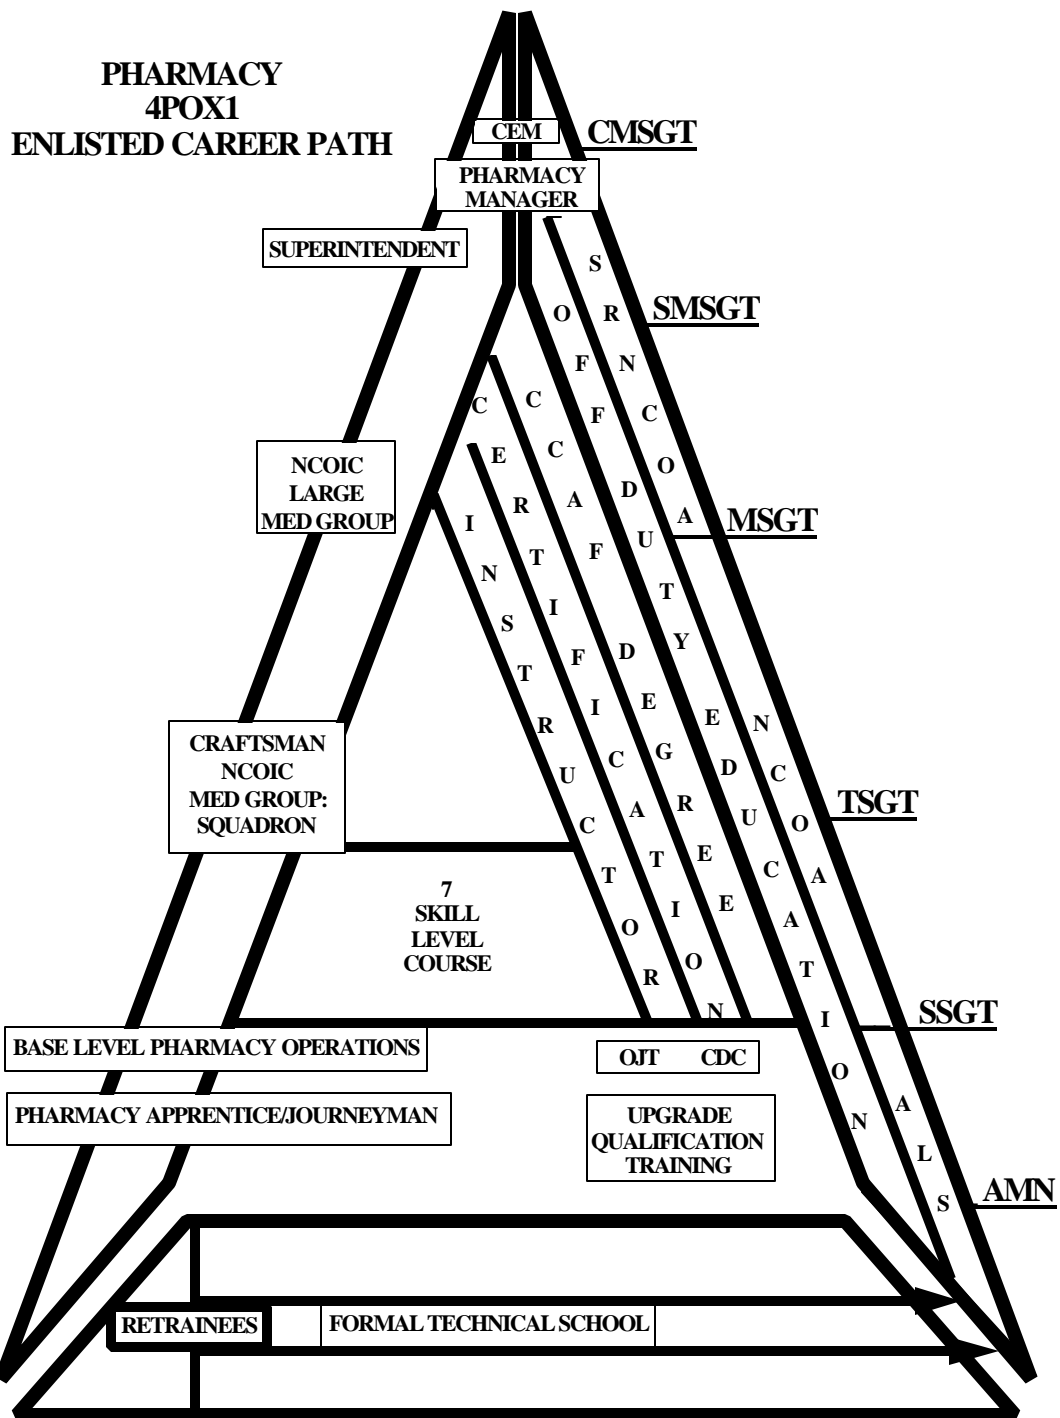 PHARMACY
4POX1
ENLISTED CAREER PATH
CEM
CMSGT
PHARMACY
MANAGER
SUPERINTENDENT
SRNCOA
SMSGT
OFF DUTY EDUCATION
CCAF DEGREE
CERTIFICATION
INSTRUCTOR
NCOIC
LARGE
MED GROUP
MSGT
NCOA
CRAFTSMAN
NCOIC
MED GROUP:
SQUADRON
TSGT
7
SKILL
LEVEL
COURSE
SSGT
BASE LEVEL PHARMACY OPERATIONS
OJT CDC
PHARMACY APPRENTICE/JOURNEYMAN
UPGRADE
QUALIFICATION
TRAINING
ALS
AMN
RETRAINEES
FORMAL TECHNICAL SCHOOL